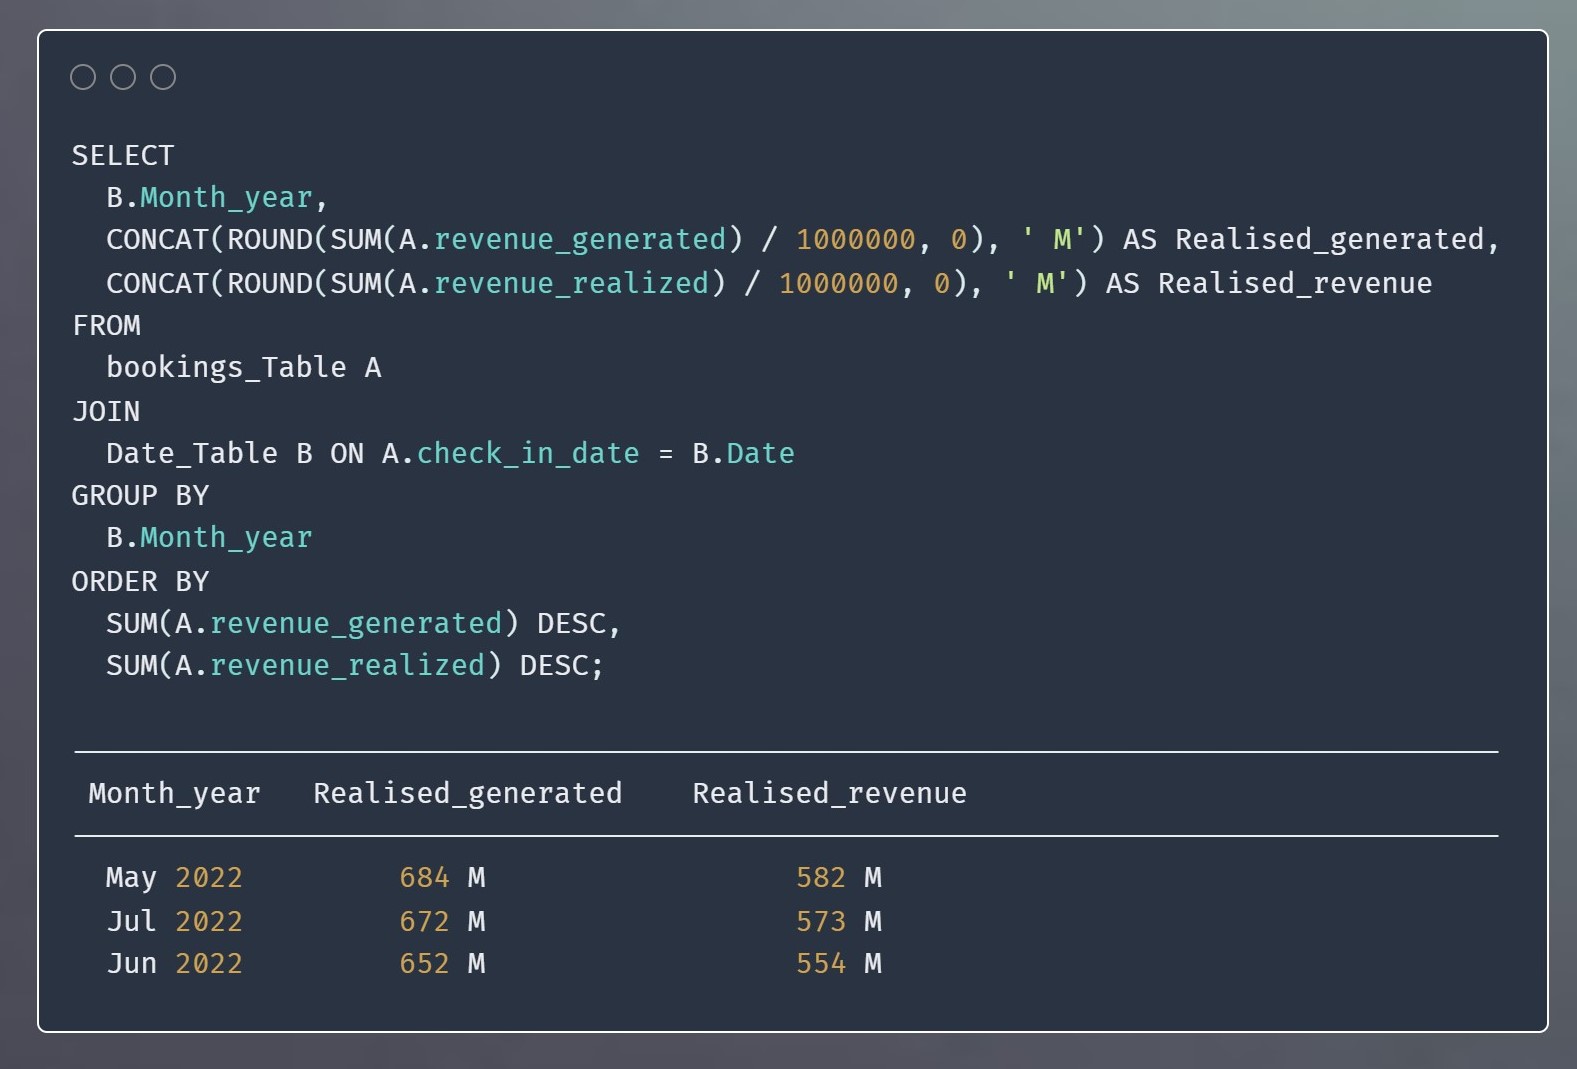 SELECT
B.Month_year,
CONCAT(ROUND(SUM(A.revenue_generated) / 1000000, 0), ' M') AS Realised_generated,
CONCAT(ROUND(SUM(A.revenue_realized) / 1000000, 0), ' M') AS Realised_revenue
FROM
bookings_Table A
JOIN
Date_Table B ON A.check_in_date = B.Date
GROUP BY
B.Month_year
ORDER BY
SUM(A.revenue_generated) DESC,
SUM(A.revenue_realized) DESC;
Month_year Realised_generated Realised_revenue
May 2022 684 M 582 M
Jul 2022 672 M 573 M
Jun 2022 652 M 554 M